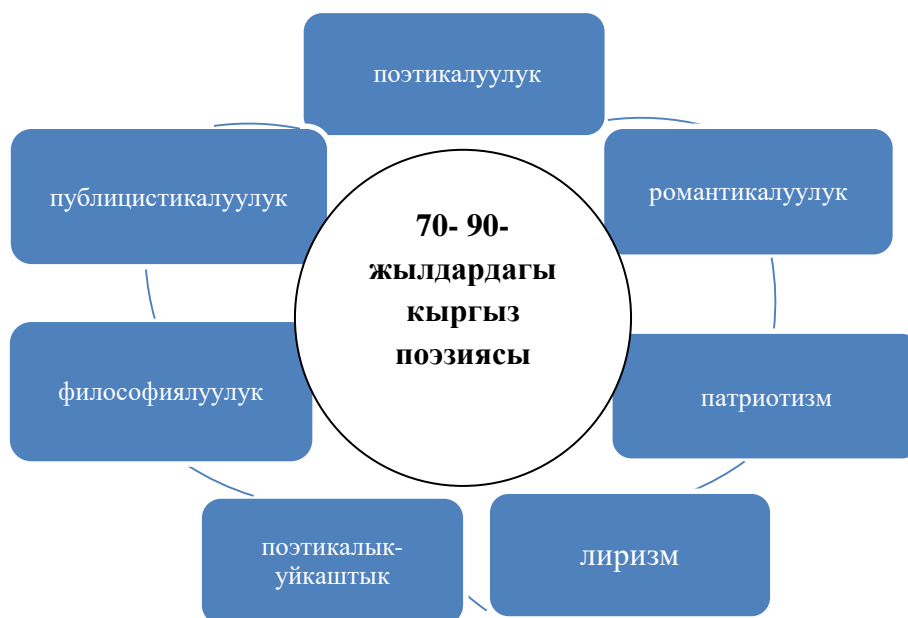 поэтикалуулук
публицистикалуулук
романтикалуулук
70- 90-
жылдардагы
кыргыз
поэзиясы
философиялуулук
патриотизм
поэтикалык-
уйкаштык
лиризм